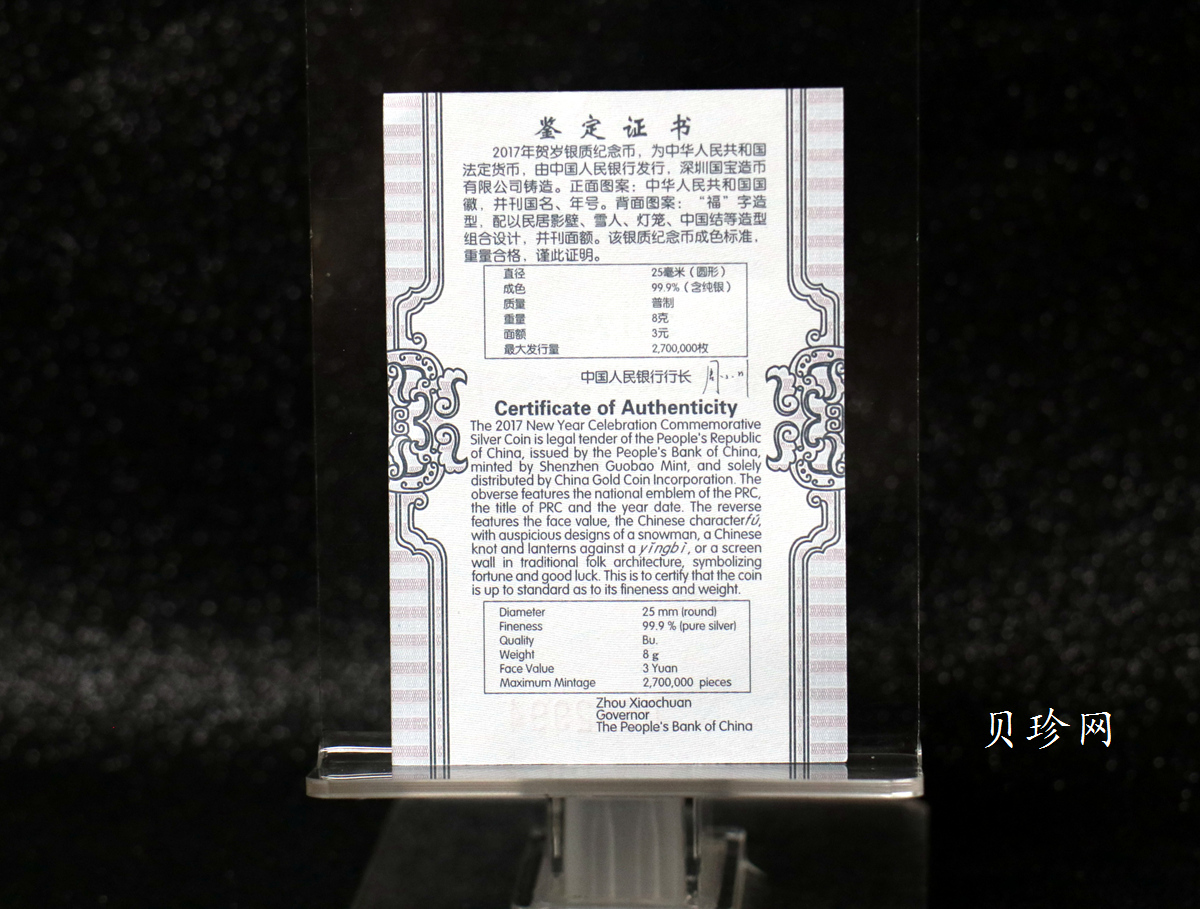 鉴定证书
2017年贺岁银质纪念币，为中华人民共和国
法定货币，由中国人民银行发行，深圳国宝造币
有限公司铸造。正面图案：中华人民共和国国
徽，并刊国名、年号。背面图案：“福”字造
型，配以民居影壁、雪人、灯笼、中国结等造型
组合设计，并刊面额。该银质纪念币成色标准，
重量合格，谨此证明。
直径 25毫米（圆形）
成色 99.9%（含纯银）
质量 普制
重量 8克
面额 3元
最大发行量 2,700,000枚
中国人民银行行长
Certificate of Authenticity
The 2017 New Year Celebration Commemorative
Silver Coin is legal tender of the People's Republic
of China, issued by the People's Bank of China,
minted by Shenzhen Guobao Mint, and solely
distributed by China Gold Coin Incorporation. The
obverse features the national emblem of the PRC,
the title of PRC and the year date. The reverse
features the face value, the Chinese character fú,
with auspicious designs of a snowman, a Chinese
knot and lanterns against a yǐngbì, or a screen
wall in traditional folk architecture, symbolizing
fortune and good luck. This is to certify that the coin
is up to standard as to its fineness and weight.
Diameter 25 mm (round)
Fineness 99.9 % (pure silver)
Quality Bu.
Weight 8 g
Face Value 3 Yuan
Maximum Mintage 2,700,000 pieces
Zhou Xiaochuan
Governor
The People's Bank of China
贝珍网